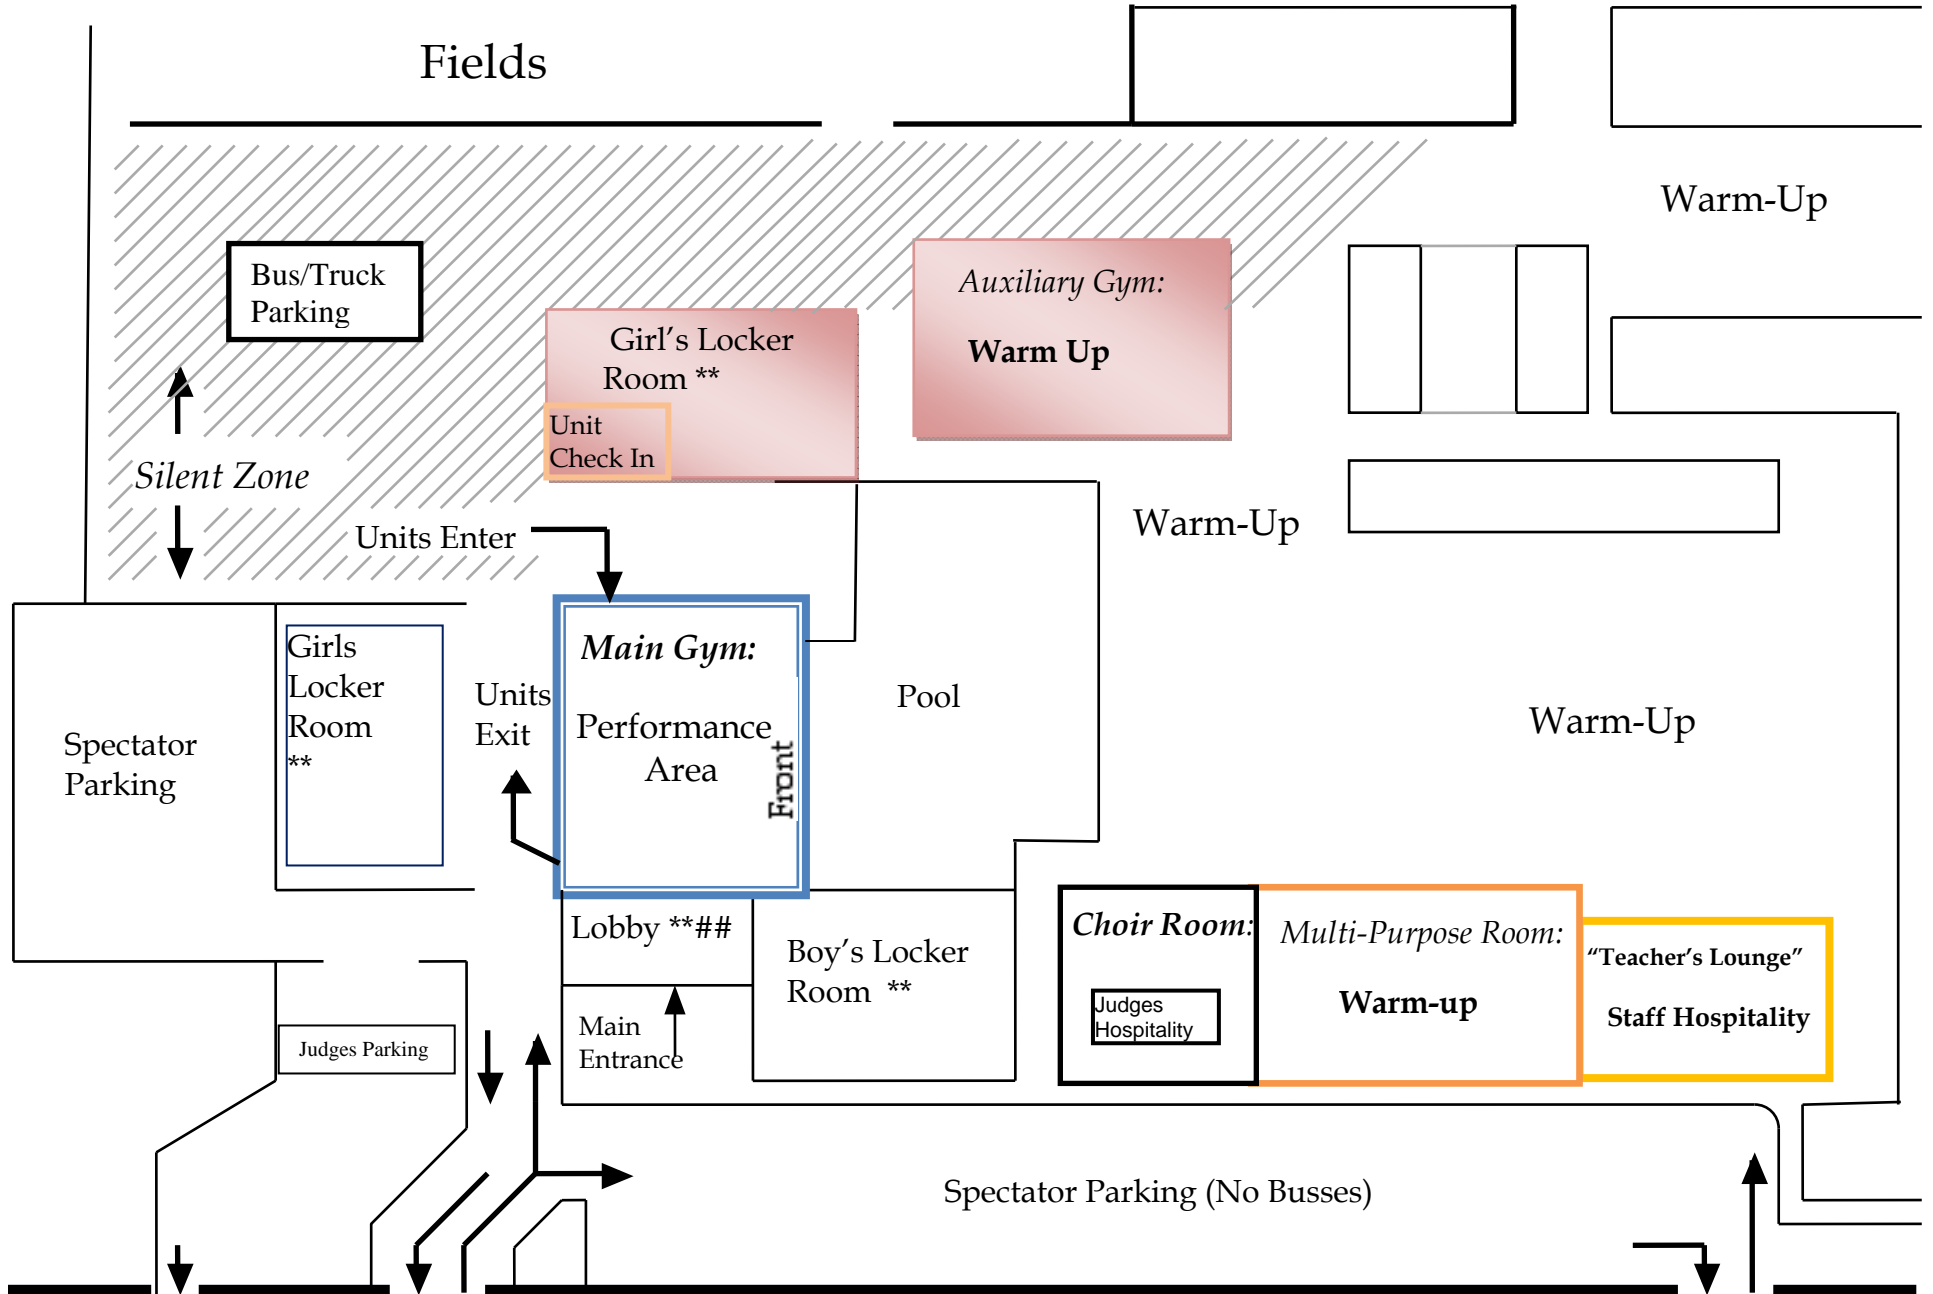 Fields
Warm-Up
Bus/Truck
Parking
Auxiliary Gym:
Warm Up
Girl's Locker
Room **
Unit
Check In
Silent Zone
Units Enter
Warm-Up
Girls
Locker
Room
**
Main Gym:
Performance
Area
Front
Units
Exit
Pool
Warm-Up
Spectator
Parking
Lobby **##
Boy's Locker
Room **
Choir Room:
Judges
Hospitality
Multi-Purpose Room:
Warm-up
“Teacher's Lounge”
Staff Hospitality
Main
Entrance
Judges Parking
Spectator Parking (No Busses)